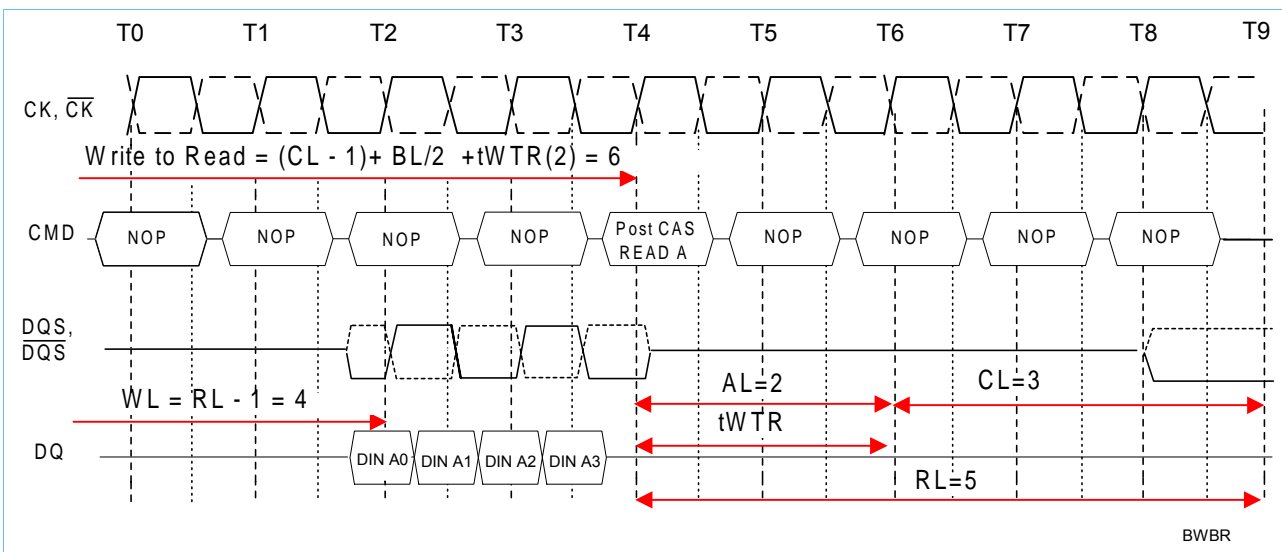 T0 T1 T2 T3 T4 T5 T6 T7 T8 T9
CK, CK
Write to Read = (CL - 1)+ BL/2 +tWTR(2) = 6
CMD NOP NOP NOP NOP Post CAS READ A NOP NOP NOP NOP
DQS,
DQS
AL=2 CL=3
WL = RL - 1 = 4
tWTR
DQ DIN A0 DIN A1 DIN A2 DIN A3
RL=5
BWBR